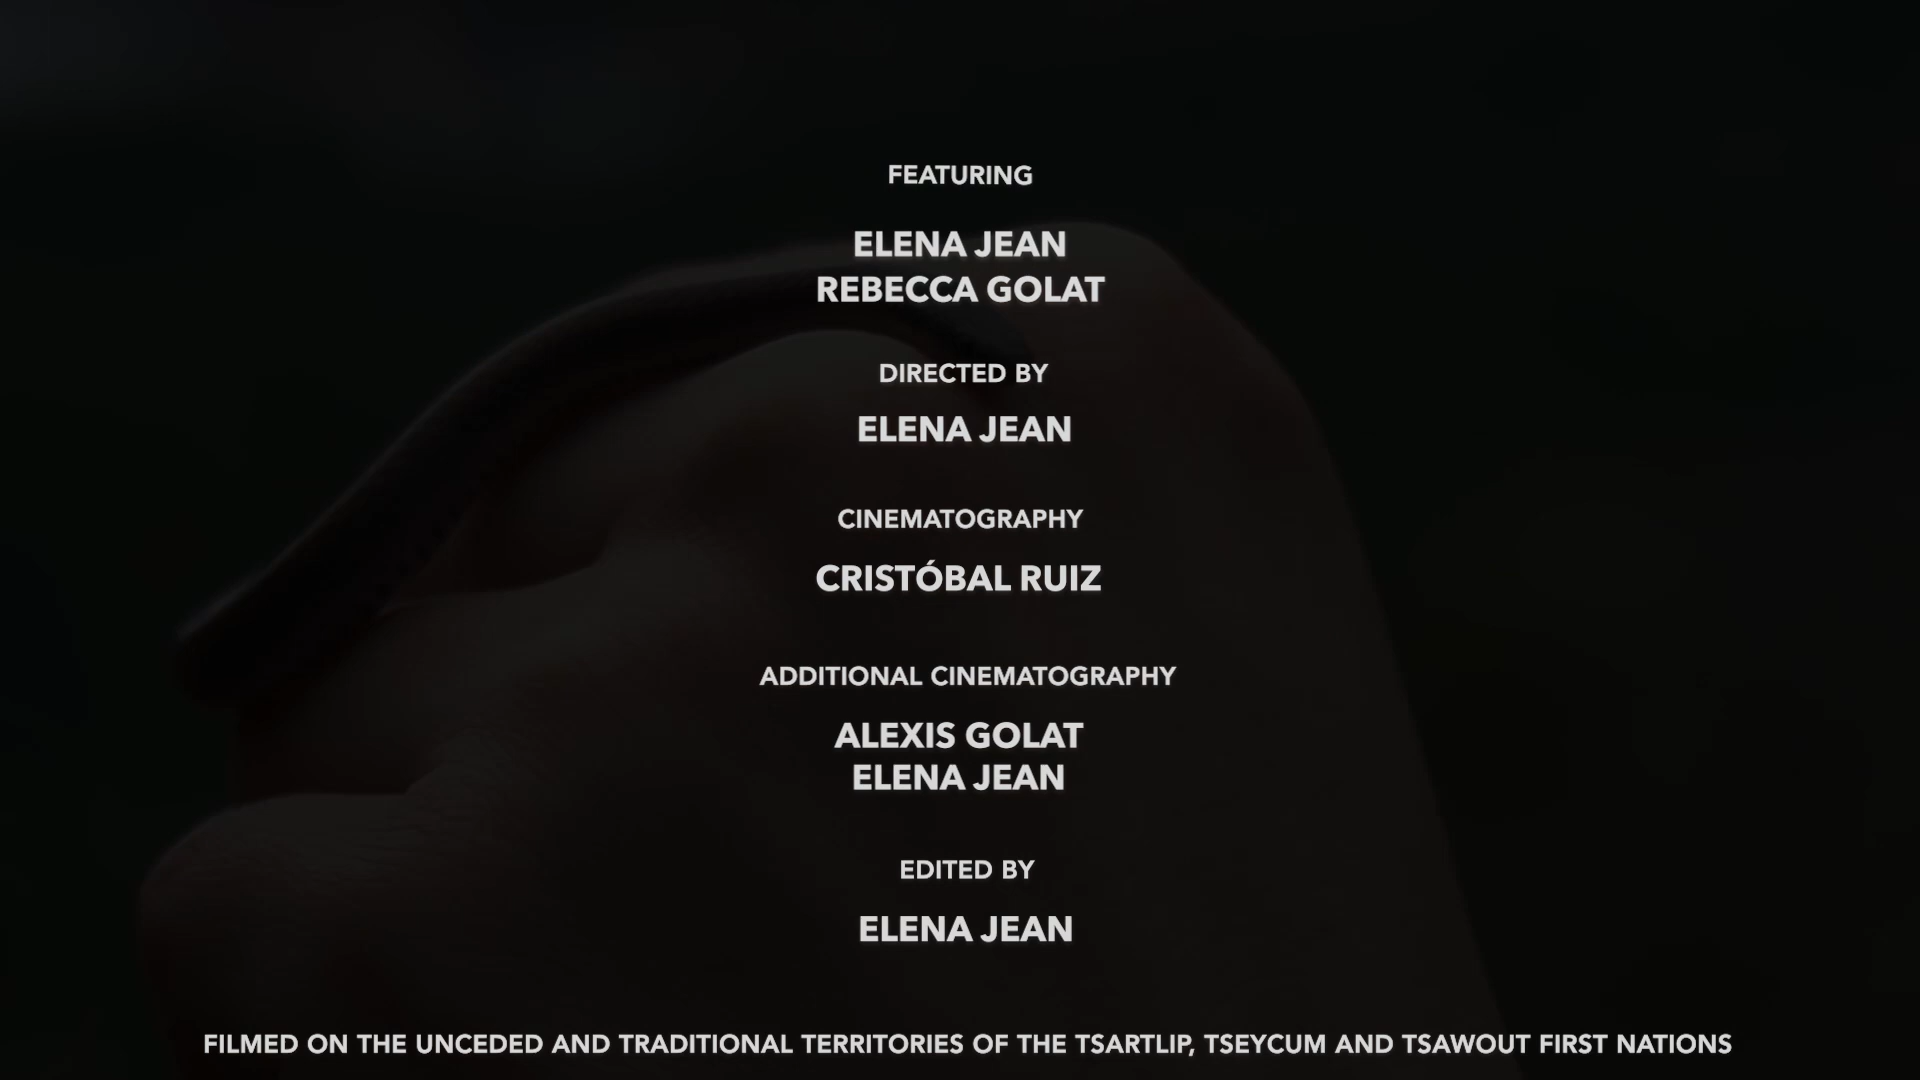 FEATURING
ELENA JEAN
REBECCA GOLAT
DIRECTED BY
ELENA JEAN
CINEMATOGRAPHY
CRISTÓBAL RUIZ
ADDITIONAL CINEMATOGRAPHY
ALEXIS GOLAT
ELENA JEAN
EDITED BY
ELENA JEAN
FILMED ON THE UNCEDED AND TRADITIONAL TERRITORIES OF THE TSARTLIP, TSEYCUM AND TSAWOUT FIRST NATIONS